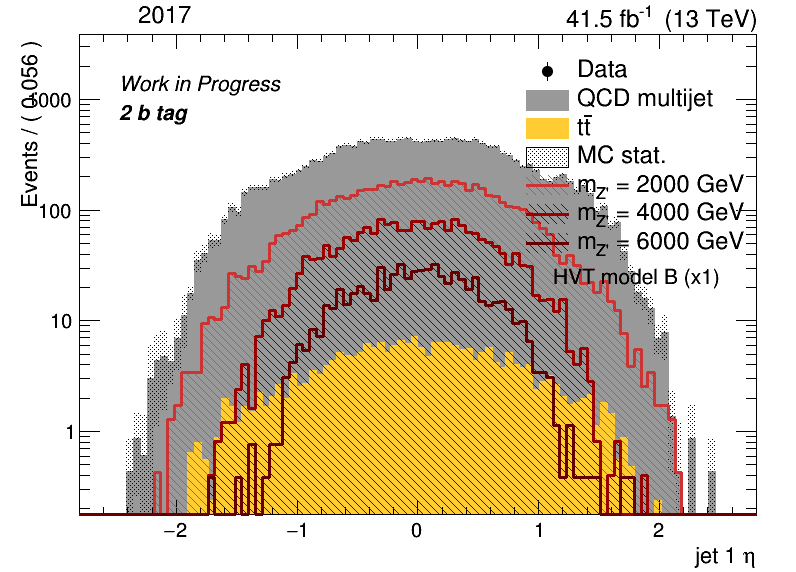 2017
41.5 fb⁻¹ (13 TeV)
Events / ( 0.056 )
Work in Progress
2 b tag
Data
QCD multijet
tt̄
MC stat.
m_Z' = 2000 GeV
m_Z' = 4000 GeV
m_Z' = 6000 GeV
HVT model B (x1)
100
10
1
−2 −1 0 1 2
jet 1 η